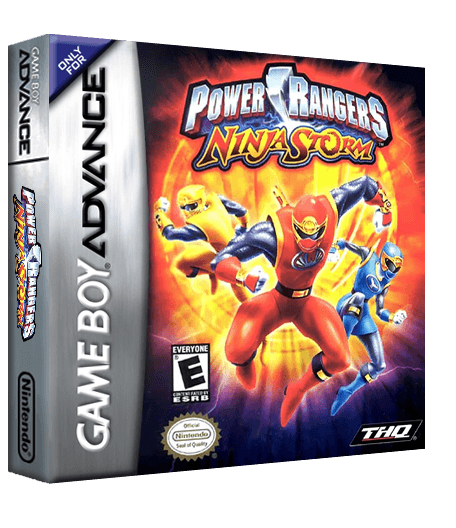 GAME BOY
ADVANCE
POWER RANGERS
NINJA STORM
Nintendo®
ONLY
FOR
GAME BOY ADVANCE
POWER RANGERS
NINJA STORM
™
EVERYONE
E
CONTENT RATED BY
ESRB
Official
Nintendo
Seal of Quality
THQ